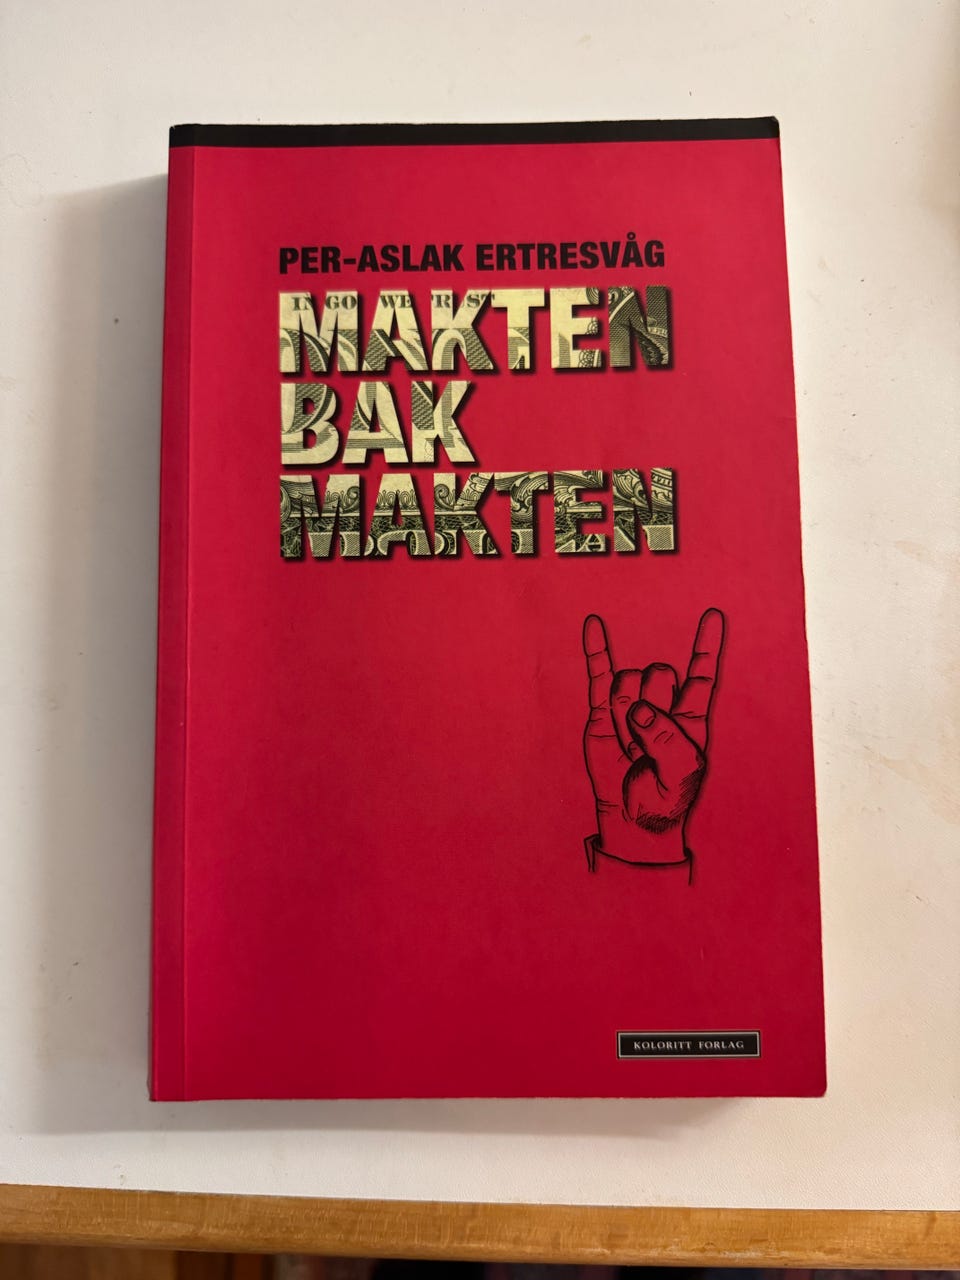 PER-ASLAK ERTRESVÅG
MAKTEN
BAK
MAKTEN
KOLORITT FORLAG